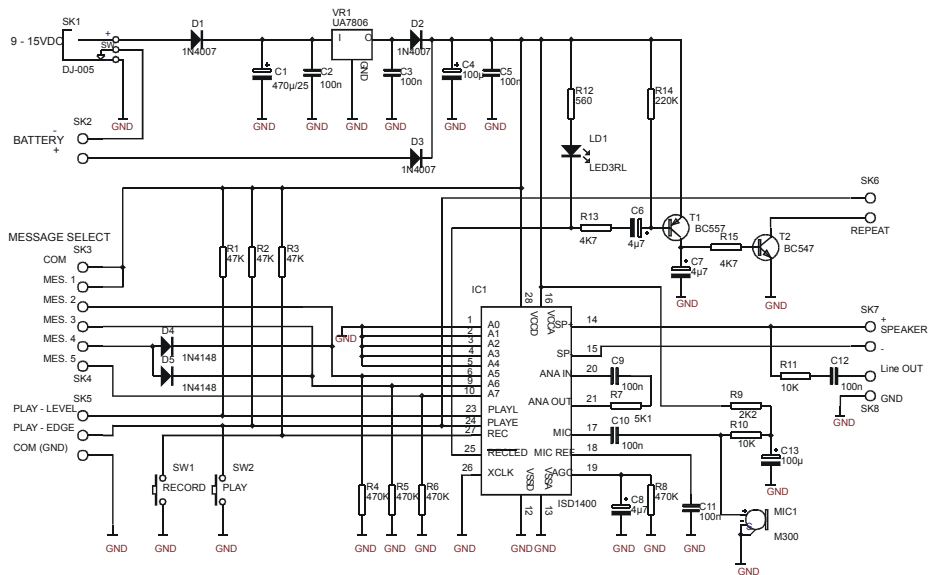 SK1
9 - 15VDC
+
SW
-
DJ-005
D1
1N4007
VR1
UA7806
I
O
GND
D2
1N4007
C1
470µ/25
C2
100n
C3
100n
C4
100µ
C5
100n
GND
GND
GND
GND
GND
GND
GND
SK2
BATTERY
-
+
D3
1N4007
R12
560
R14
220K
LD1
LED3RL
SK6
REPEAT
R13
4K7
C6
4µ7
T1
BC557
R15
4K7
T2
BC547
C7
4µ7
GND
GND
MESSAGE SELECT
SK3
COM
MES. 1
MES. 2
MES. 3
MES. 4
MES. 5
SK4
R1
47K
R2
47K
R3
47K
D4
1N4148
D5
1N4148
IC1
28
16
VCCD
VCCA
GND
1
2
3
4
5
6
9
10
23
24
27
25
26
A0
A1
A2
A3
A4
A5
A6
A7
PLAYL
PLAYE
REC
RECLED
XCLK
SP+
SP-
ANA IN
ANA OUT
MIC
MIC REF
AGC
VSSD
VSSA
14
15
20
21
17
18
19
12
13
ISD1400
SK7
+
SPEAKER
-
R11
10K
C12
100n
Line OUT
GND
SK8
C9
100n
R7
5K1
C10
100n
R9
2K2
R10
10K
C13
100µ
GND
SK5
PLAY - LEVEL
PLAY - EDGE
COM (GND)
SW1
RECORD
SW2
PLAY
R4
470K
R5
470K
R6
470K
C8
4µ7
R8
470K
C11
100n
MIC1
M300
+
S
GND
GND
GND
GND
GND
GND
GND
GND
GND
GND
GND
GND
GND